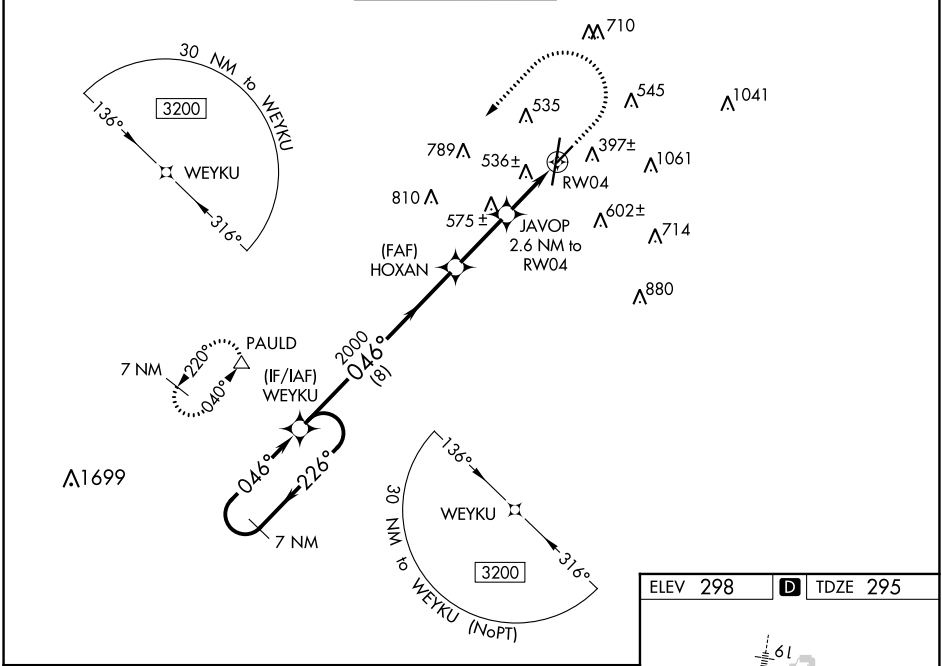 30 NM to WEYKU
3200
136°
WEYKU
316°
710
535
545
1041
789
536±
397±
1061
RW04
810
575±
602±
714
JAVOP
2.6 NM to
RW04
(FAF)
HOXAN
880
PAULD
7 NM
220°
040°
2000
046°
(8)
(IF/IAF)
WEYKU
046°
226°
7 NM
1699
136°
WEYKU
316°
3200
30 NM to WEYKU (NoPT)
ELEV 298 D TDZE 295
19